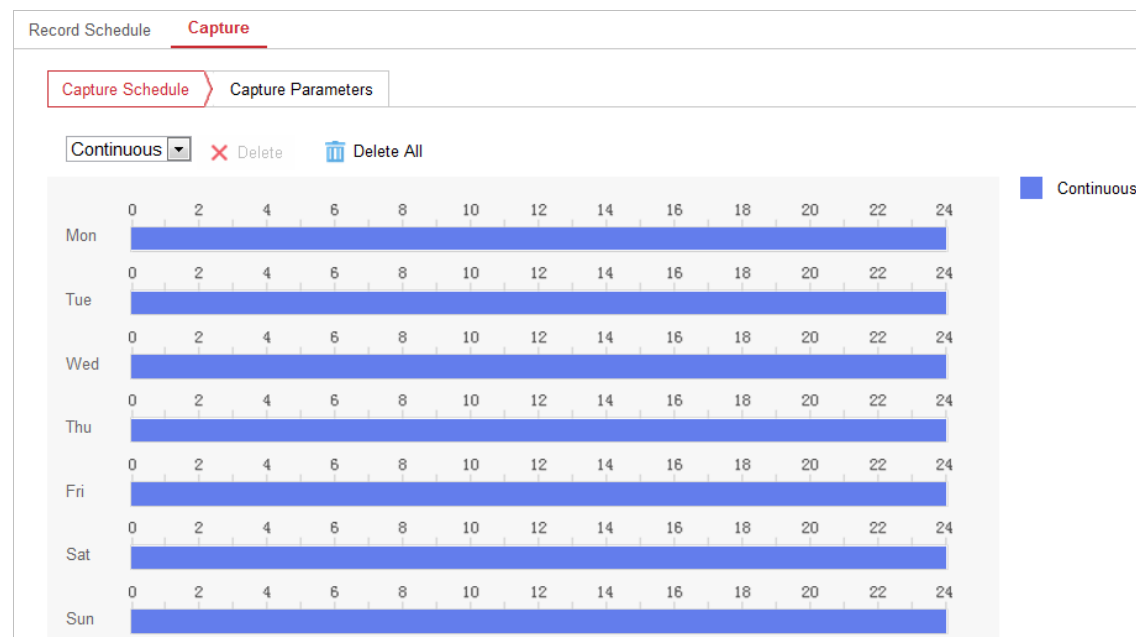 Record Schedule Capture
Capture Schedule Capture Parameters
Continuous Delete Delete All
Continuous
0 2 4 6 8 10 12 14 16 18 20 22 24
Mon
0 2 4 6 8 10 12 14 16 18 20 22 24
Tue
0 2 4 6 8 10 12 14 16 18 20 22 24
Wed
0 2 4 6 8 10 12 14 16 18 20 22 24
Thu
0 2 4 6 8 10 12 14 16 18 20 22 24
Fri
0 2 4 6 8 10 12 14 16 18 20 22 24
Sat
0 2 4 6 8 10 12 14 16 18 20 22 24
Sun